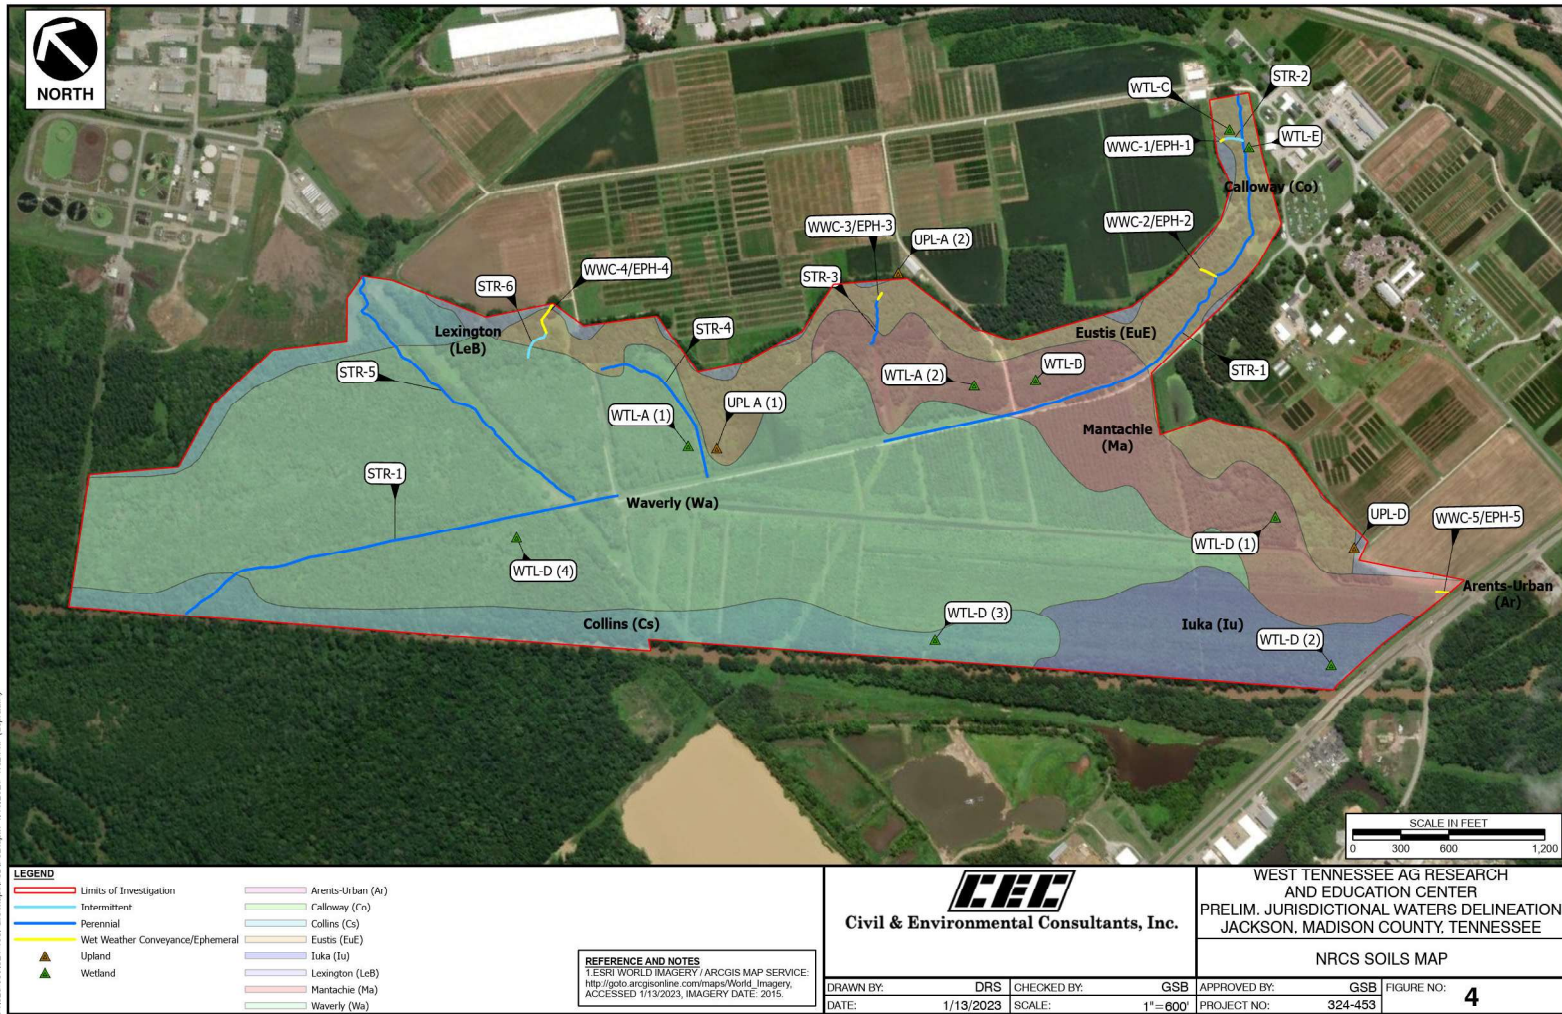 NORTH
STR-2
WTL-C
WTL-E
WWC-1/EPH-1
Calloway (Co)
WWC-2/EPH-2
WWC-3/EPH-3
UPL-A (2)
WWC-4/EPH-4
STR-3
STR-6
Lexington
(LeB)
STR-4
Eustis (EuE)
STR-5
WTL-A (2)
WTL-B
STR-1
UPL A (1)
WTL-A (1)
Mantachie
(Ma)
STR-1
Waverly (Wa)
UPL-D
WWC-5/EPH-5
WTL-D (1)
WTL-D (4)
Arents-Urban
(Ar)
WTL-D (3)
Collins (Cs)
Iuka (Iu)
WTL-D (2)
SCALE IN FEET
0 300 600 1,200
LEGEND
Limits of Investigation
Intermittent
Perennial
Wet Weather Conveyance/Ephemeral
Upland
Wetland
Arents-Urban (Ar)
Calloway (Co)
Collins (Cs)
Eustis (EuE)
Iuka (Iu)
Lexington (LeB)
Mantachie (Ma)
Waverly (Wa)
REFERENCE AND NOTES
1.ESRI WORLD IMAGERY / ARCGIS MAP SERVICE:
http://goto.arcgisonline.com/maps/World_Imagery,
ACCESSED 1/13/2023, IMAGERY DATE: 2015.
CEC
Civil & Environmental Consultants, Inc.
WEST TENNESSEE AG RESEARCH
AND EDUCATION CENTER
PRELIM. JURISDICTIONAL WATERS DELINEATION
JACKSON, MADISON COUNTY, TENNESSEE
NRCS SOILS MAP
DRAWN BY: DRS CHECKED BY: GSB APPROVED BY: GSB FIGURE NO: 4
DATE: 1/13/2023 SCALE: 1"=600' PROJECT NO: 324-453